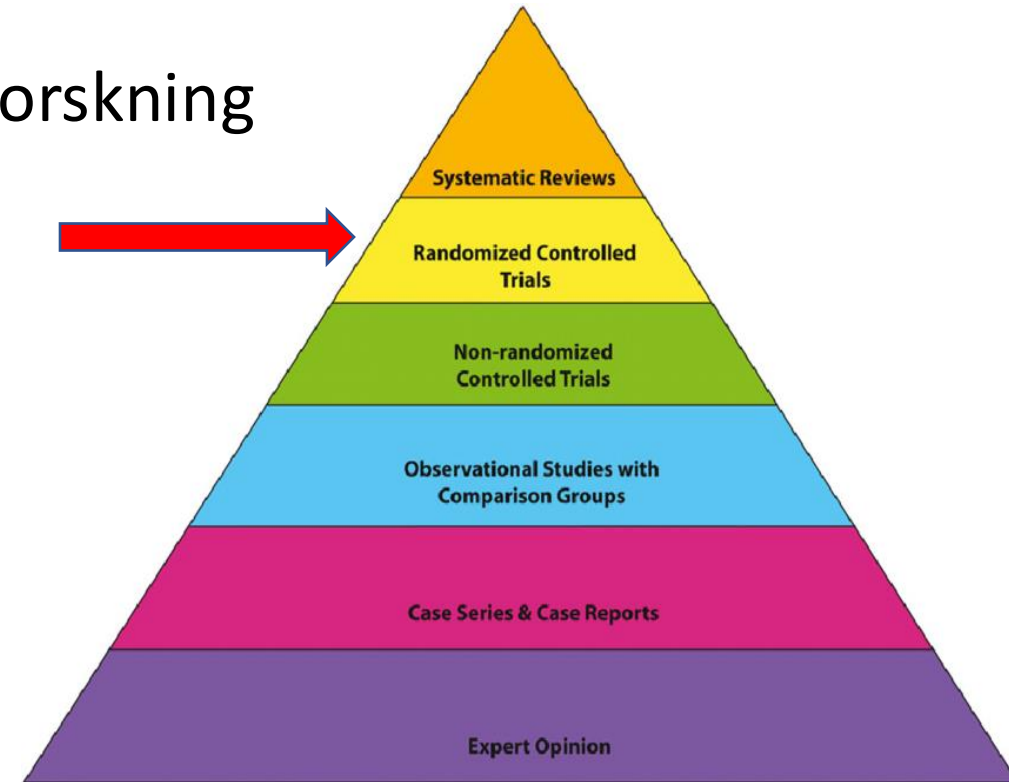 orskning
Systematic Reviews
Randomized Controlled
Trials
Non-randomized
Controlled Trials
Observational Studies with
Comparison Groups
Case Series & Case Reports
Expert Opinion